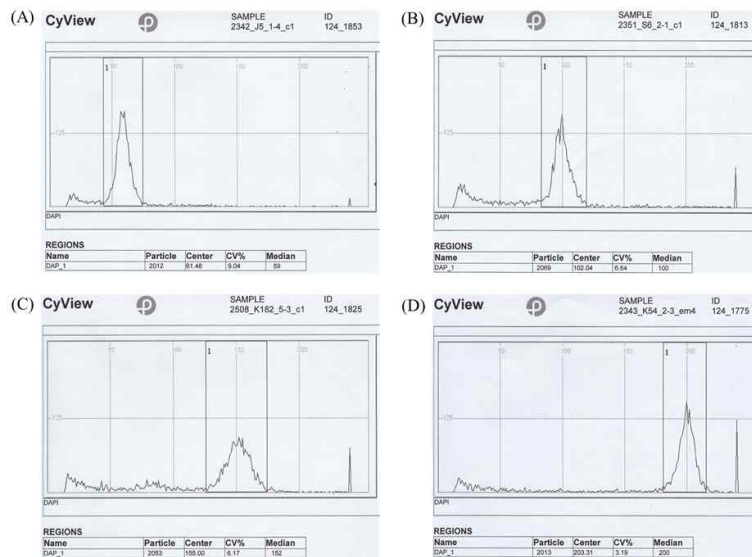 (A)
CyView
SAMPLE
2342_J5_1-4_c1
ID
124_1853
1
50
100
150
200
125
DAPI
REGIONS
Name Particle Center CV% Median
DAP_1 2012 61.48 9.04 59
(B)
CyView
SAMPLE
2351_S6_2-1_c1
ID
124_1813
1
50
100
150
200
125
DAPI
REGIONS
Name Particle Center CV% Median
DAP_1 2069 102.04 6.64 100
(C)
CyView
SAMPLE
2508_K182_5-3_c1
ID
124_1825
1
50
100
150
200
125
DAPI
REGIONS
Name Particle Center CV% Median
DAP_1 2053 155.00 6.17 152
(D)
CyView
SAMPLE
2343_K54_2-3_em4
ID
124_1775
1
50
100
150
200
125
DAPI
REGIONS
Name Particle Center CV% Median
DAP_1 2013 203.31 3.19 200